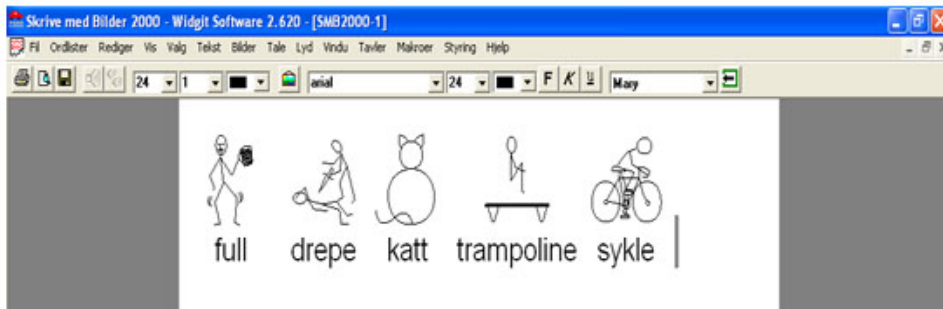 Skrive med Bilder 2000 - Widgit Software 2.620 - [SMB2000-1]
Fil Ordlister Rediger Vis Valg Tekst Bilder Tale Lyd Vindu Tavler Makroer Styring Hjelp
24 1 arial 24 F K U Mary
full drepe katt trampoline sykle